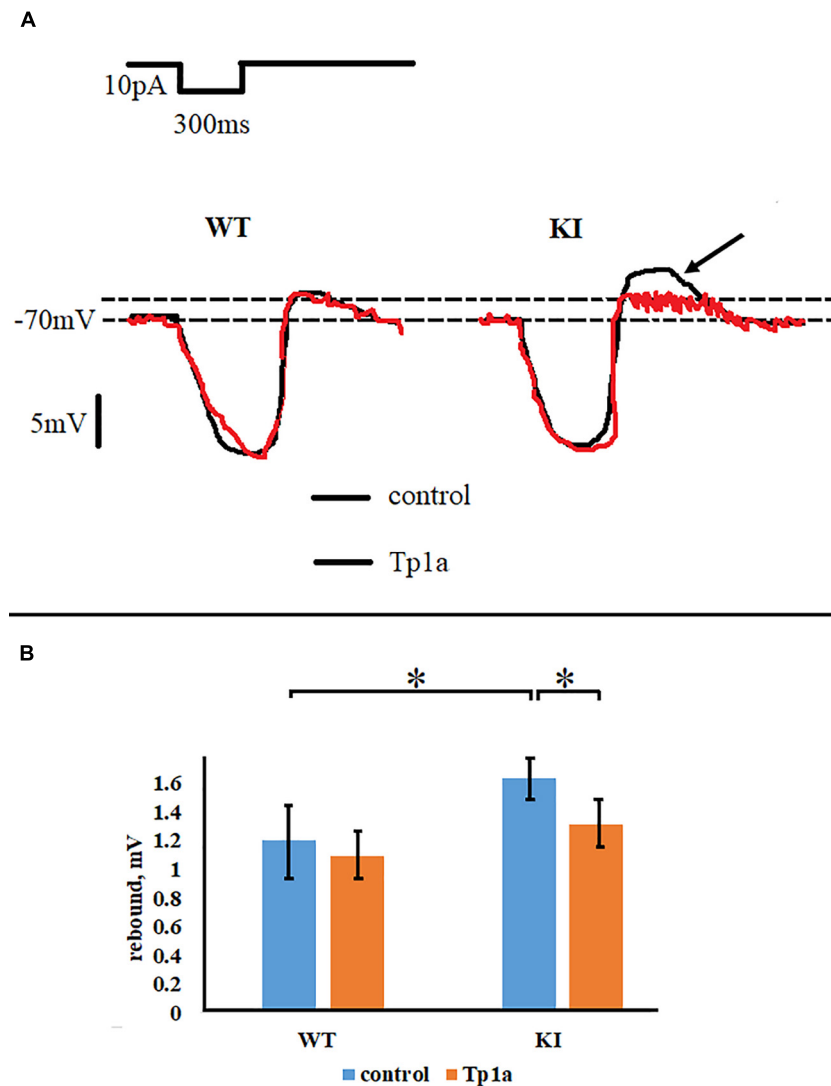 A
10pA
300ms
WT KI
-70mV
5mV
control
Tp1a
B
* *
rebound, mV
1.6
1.4
1.2
1
0.8
0.6
0.4
0.2
0
WT KI
control Tp1a